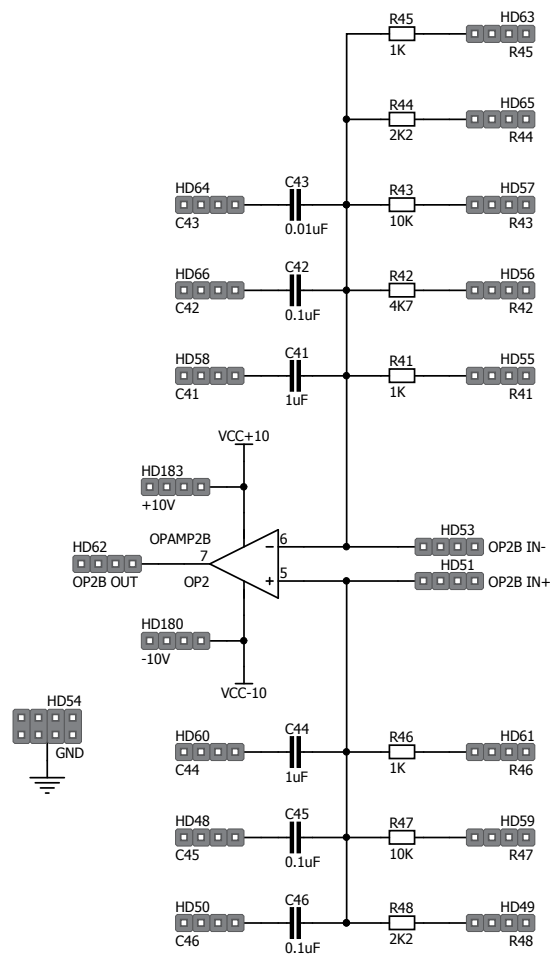 R45 HD63
1K R45
R44 HD65
2K2 R44
HD64 C43 R43 HD57
C43 0.01uF 10K R43
HD66 C42 R42 HD56
C42 0.1uF 4K7 R42
HD58 C41 R41 HD55
C41 1uF 1K R41
VCC+10
HD183
+10V
OPAMP2B 6 HD53
HD62 7 − OP2B IN-
OP2B OUT OP2 + 5 HD51 OP2B IN+
HD180
-10V
VCC-10
HD54
GND
HD60 C44 R46 HD61
C44 1uF 1K R46
HD48 C45 R47 HD59
C45 0.1uF 10K R47
HD50 C46 R48 HD49
C46 0.1uF 2K2 R48